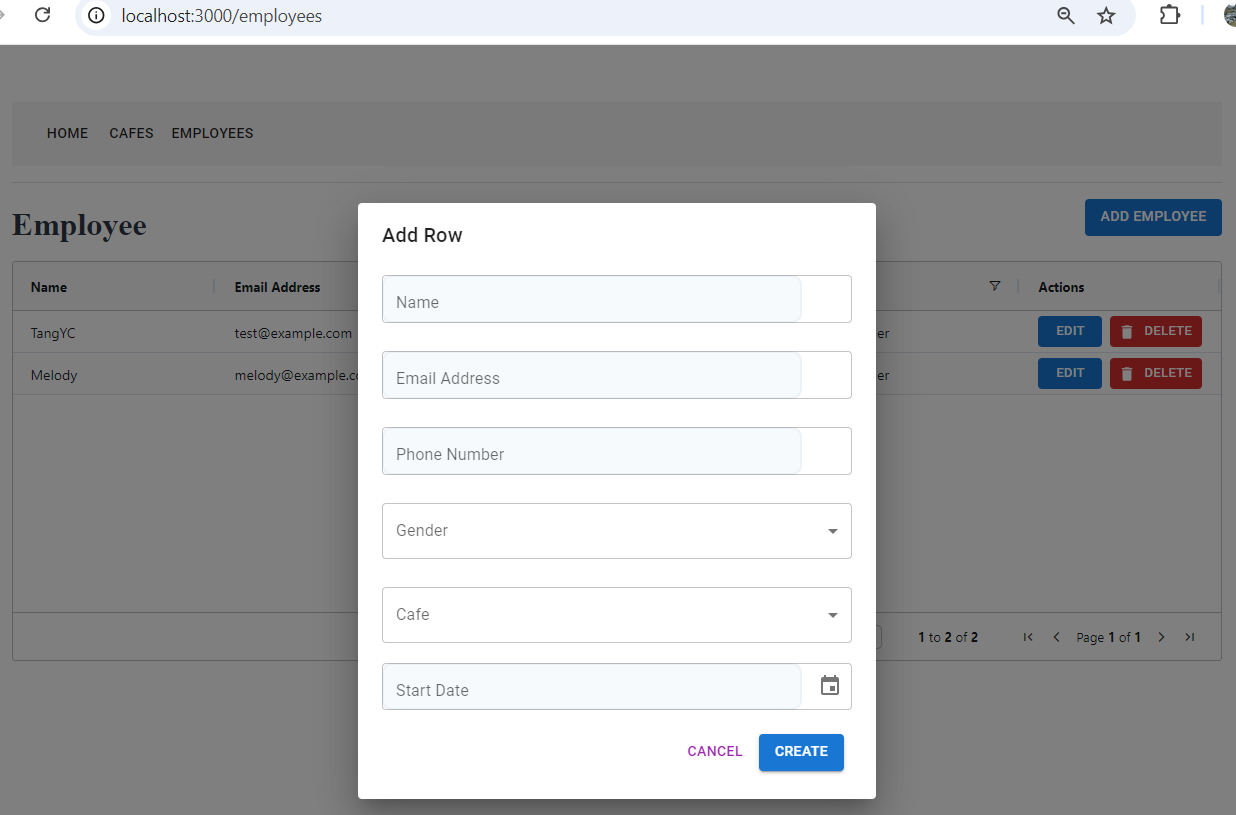 localhost:3000/employees
HOME CAFES EMPLOYEES
Employee
ADD EMPLOYEE
Add Row
Name Email Address Actions
TangYC test@example.com er EDIT DELETE
Melody melody@example.co er EDIT DELETE
Name
Email Address
Phone Number
Gender
Cafe
1 to 2 of 2 Page 1 of 1
Start Date
CANCEL CREATE